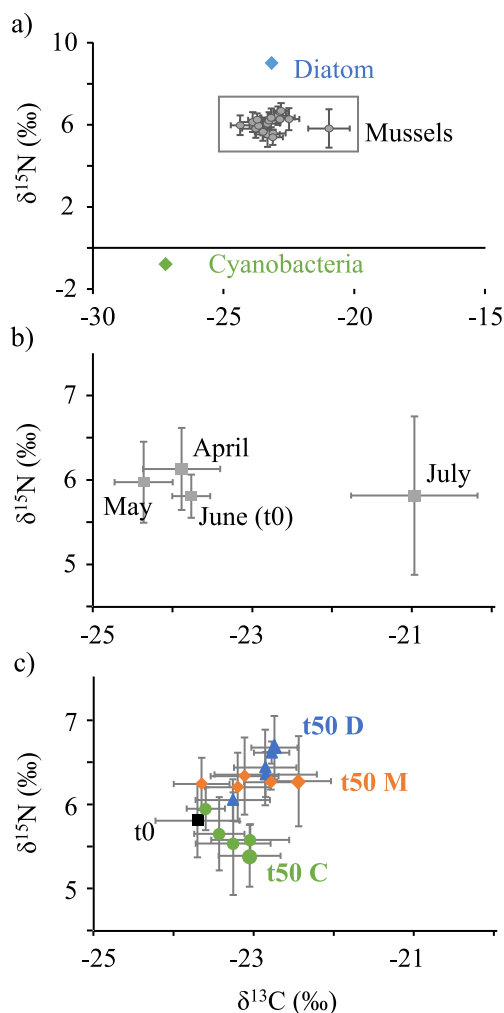 a)
δ15N (‰)
10
6
2
-2
Diatom
Mussels
Cyanobacteria
-30 -25 -20 -15
b)
δ15N (‰)
7
6
5
April
May
June (t0)
July
-25 -23 -21
c)
δ15N (‰)
7
6
5
t50 D
t50 M
t0
t50 C
-25 -23 -21
δ13C (‰)